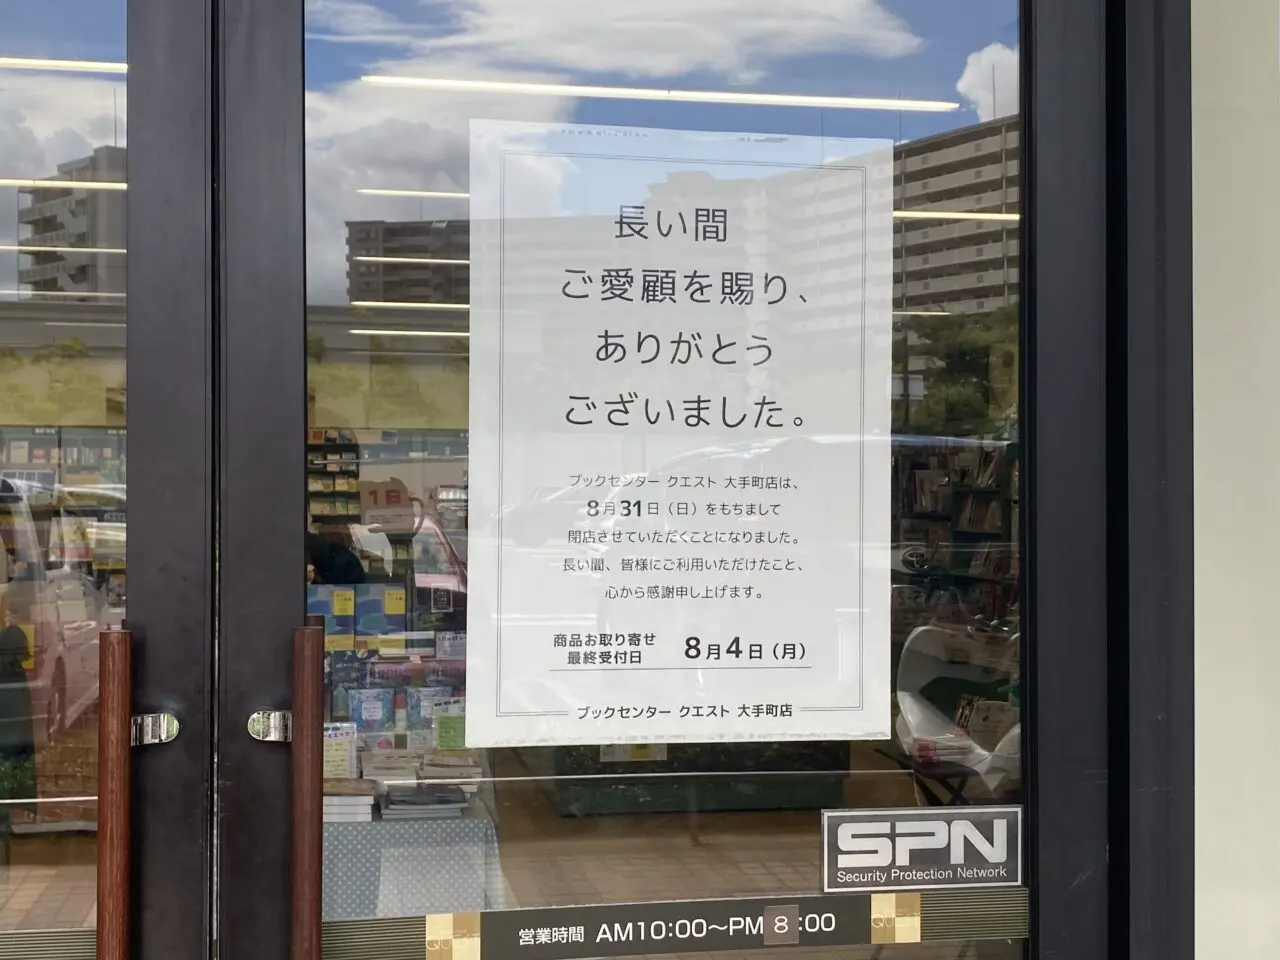 長い間
ご愛顧を賜り、
ありがとう
ございました。
ブックセンター クエスト 大手町店は、
8月31日（日）をもちまして
閉店させていただくことになりました。
長い間、皆様にご利用いただけたこと、
心から感謝申し上げます。
商品お取り寄せ
最終受付日
8月4日（月）
ブックセンター クエスト 大手町店
SPN
Security Protection Network
営業時間 AM10:00～PM8:00